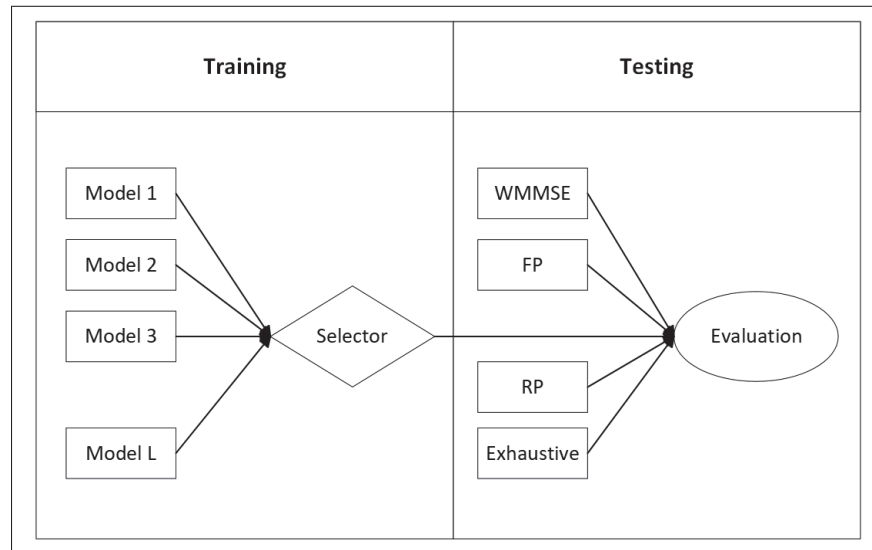 Training
Testing
Model 1
Model 2
Model 3
Model L
Selector
WMMSE
FP
RP
Exhaustive
Evaluation